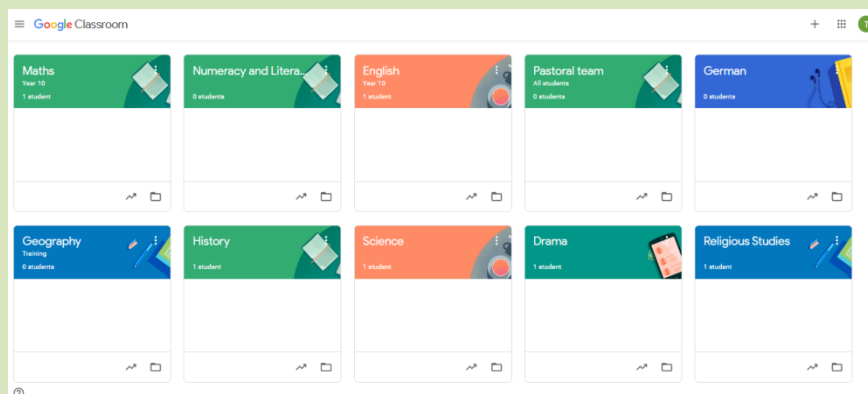 Google Classroom
T
Maths
Year 10
1 student
Numeracy and Litera...
0 students
English
Year 10
1 student
Pastoral team
All students
0 students
German
0 students
Geography
Training
0 students
History
1 student
Science
1 student
Drama
1 student
Religious Studies
1 student